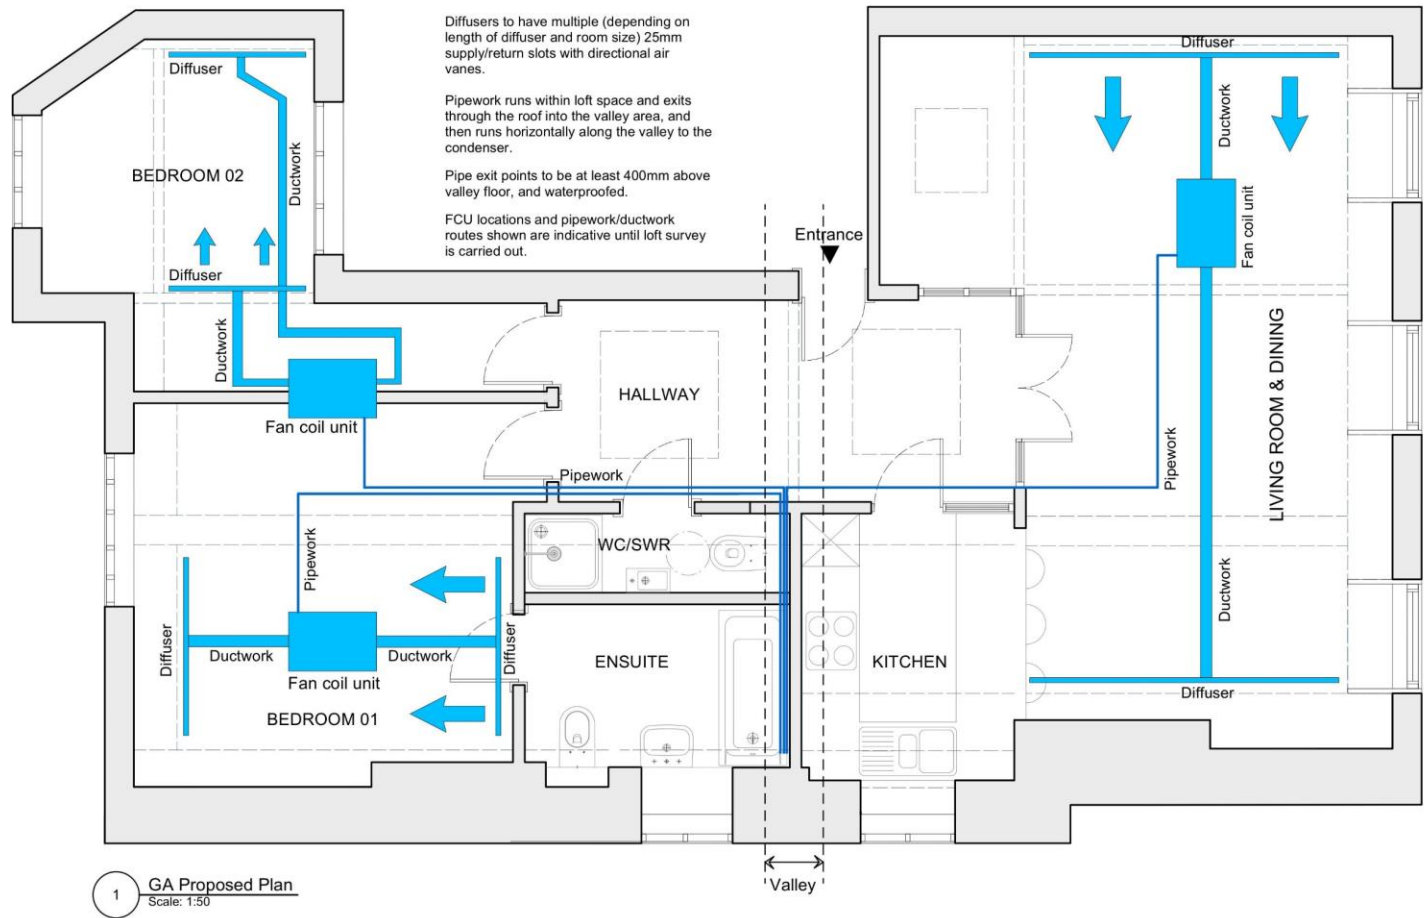 Diffusers to have multiple (depending on
length of diffuser and room size) 25mm
supply/return slots with directional air
vanes.
Pipework runs within loft space and exits
through the roof into the valley area, and
then runs horizontally along the valley to the
condenser.
Pipe exit points to be at least 400mm above
valley floor, and waterproofed.
FCU locations and pipework/ductwork
routes shown are indicative until loft survey
is carried out.
Diffuser
BEDROOM 02
Ductwork
Diffuser
Ductwork
Fan coil unit
Entrance
HALLWAY
Pipework
Diffuser
Ductwork
Fan coil unit
LIVING ROOM & DINING
Pipework
Ductwork
Diffuser
WC/SWR
ENSUITE
KITCHEN
Pipework
Diffuser
Ductwork
Ductwork
Diffuser
Fan coil unit
BEDROOM 01
Valley
1
GA Proposed Plan
Scale: 1:50